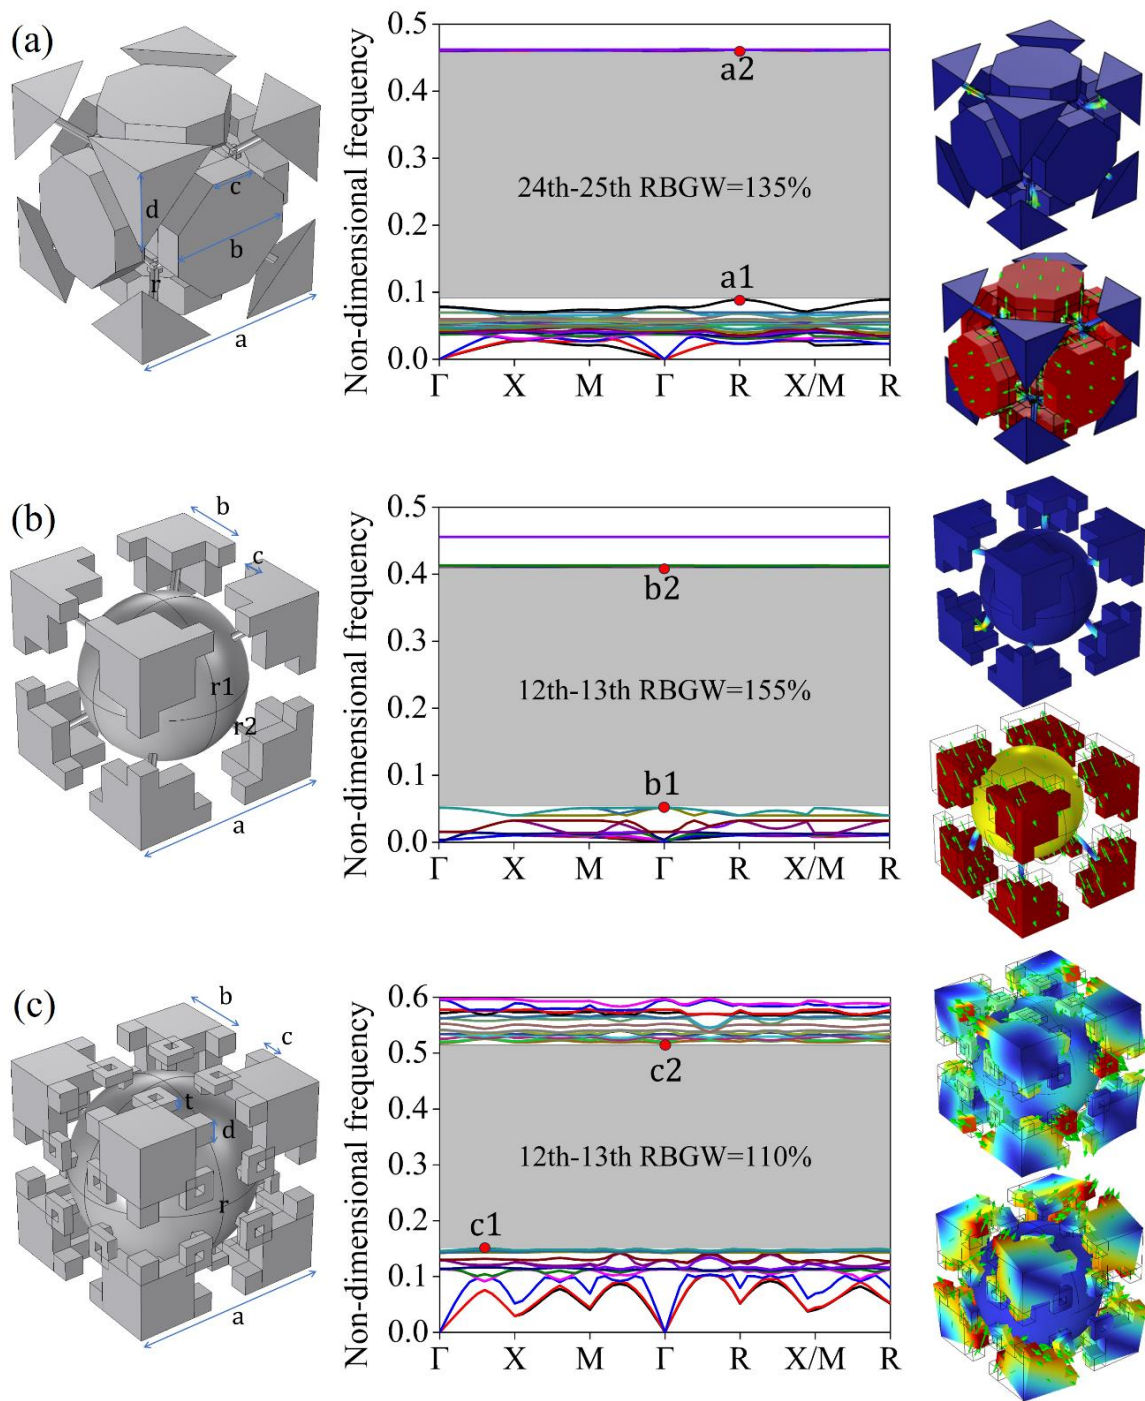 (a)
d
c
b
r
a
Non-dimensional frequency
0.5
0.4
0.3
0.2
0.1
0.0
a2
24th-25th RBGW=135%
a1
Γ X M Γ R X/M R
(b)
b
c
r1
r2
a
Non-dimensional frequency
0.5
0.4
0.3
0.2
0.1
0.0
b2
12th-13th RBGW=155%
b1
Γ X M Γ R X/M R
(c)
b
c
t
d
r
a
Non-dimensional frequency
0.6
0.5
0.4
0.3
0.2
0.1
0.0
c2
12th-13th RBGW=110%
c1
Γ X M Γ R X/M R